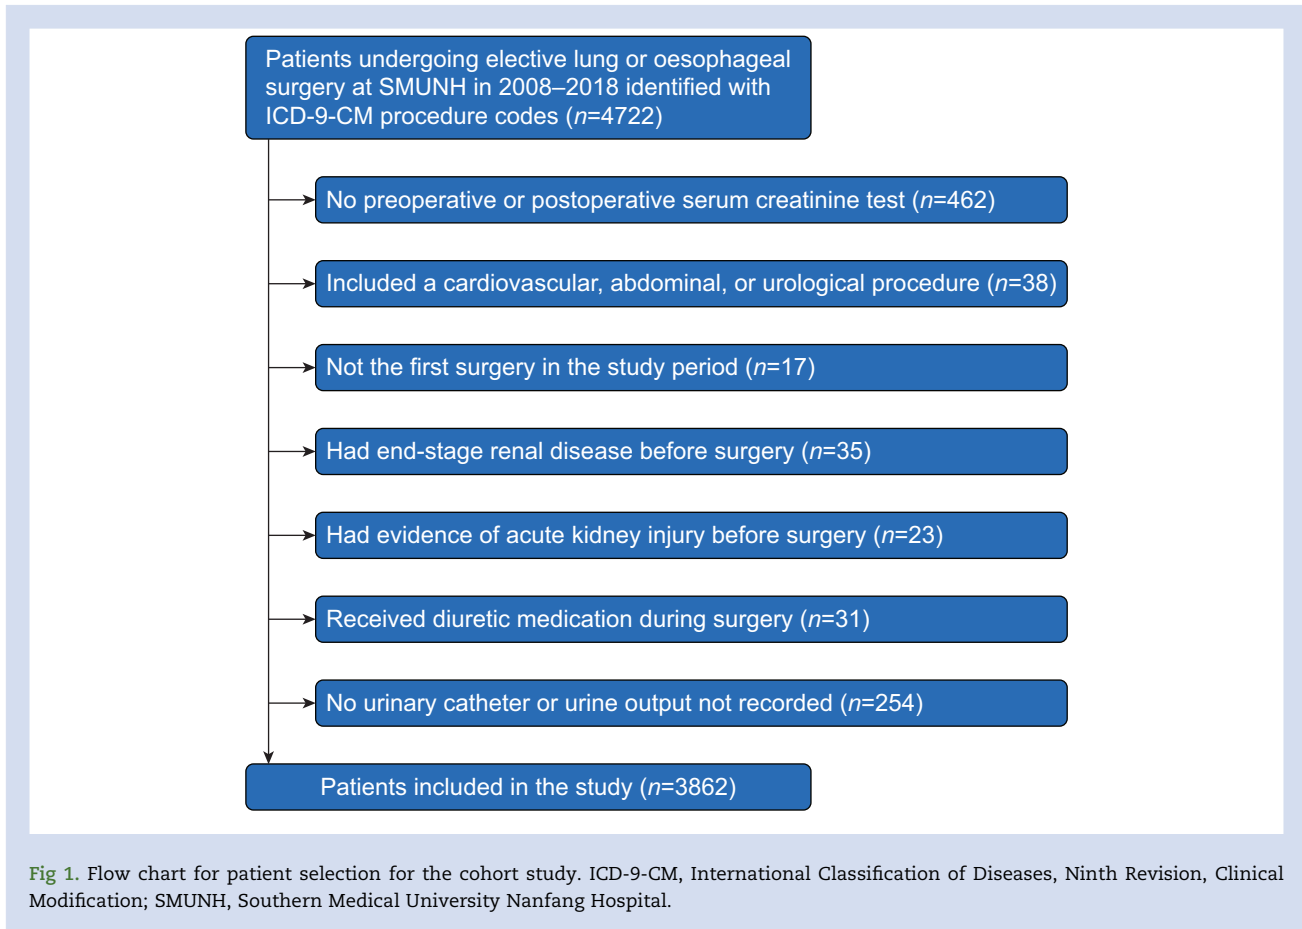 Patients undergoing elective lung or oesophageal
surgery at SMUNH in 2008–2018 identified with
ICD-9-CM procedure codes (n=4722)
No preoperative or postoperative serum creatinine test (n=462)
Included a cardiovascular, abdominal, or urological procedure (n=38)
Not the first surgery in the study period (n=17)
Had end-stage renal disease before surgery (n=35)
Had evidence of acute kidney injury before surgery (n=23)
Received diuretic medication during surgery (n=31)
No urinary catheter or urine output not recorded (n=254)
Patients included in the study (n=3862)
Fig 1. Flow chart for patient selection for the cohort study. ICD-9-CM, International Classification of Diseases, Ninth Revision, Clinical
Modification; SMUNH, Southern Medical University Nanfang Hospital.